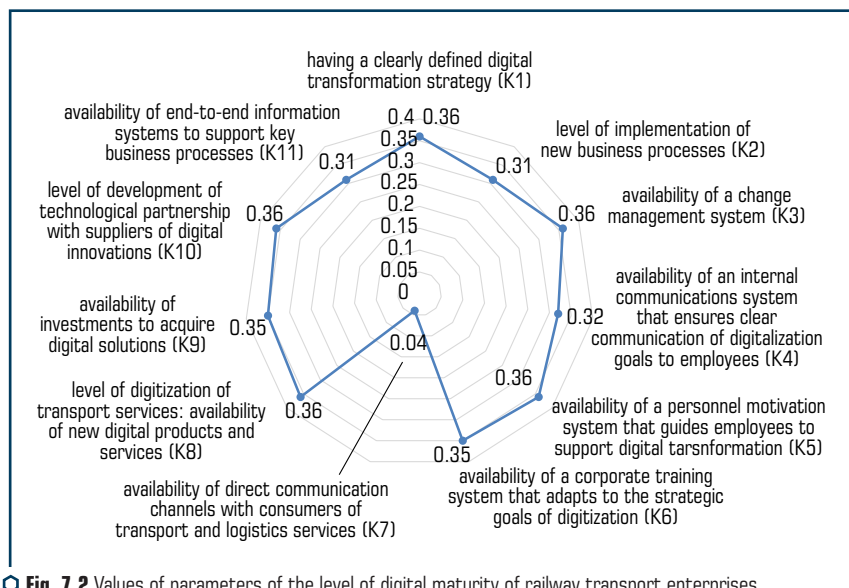 having a clearly defined digital
transformation strategy (K1)
0.4
0.36
0.35
0.3
0.25
0.2
0.15
0.1
0.05
0
level of implementation of
new business processes (K2)
0.31
availability of a change
management system (K3)
0.36
availability of an internal
communications system
that ensures clear
communication of digitalization
goals to employees (K4)
0.32
0.36
availability of a personnel motivation
system that guides employees to
support digital tarsnformation (K5)
0.35
availability of a corporate training
system that adapts to the strategic
goals of digitization (K6)
0.04
availability of direct communication
channels with consumers of
transport and logistics services (K7)
level of digitization of
transport services: availability
of new digital products and
services (K8)
0.36
availability of
investments to acquire
digital solutions (K9)
0.35
level of development of
technological partnership
with suppliers of digital
innovations (K10)
0.36
availability of end-to-end information
systems to support key
business processes (K11)
0.31
Fig. 7.2 Values of parameters of the level of digital maturity of railway transport enterprises